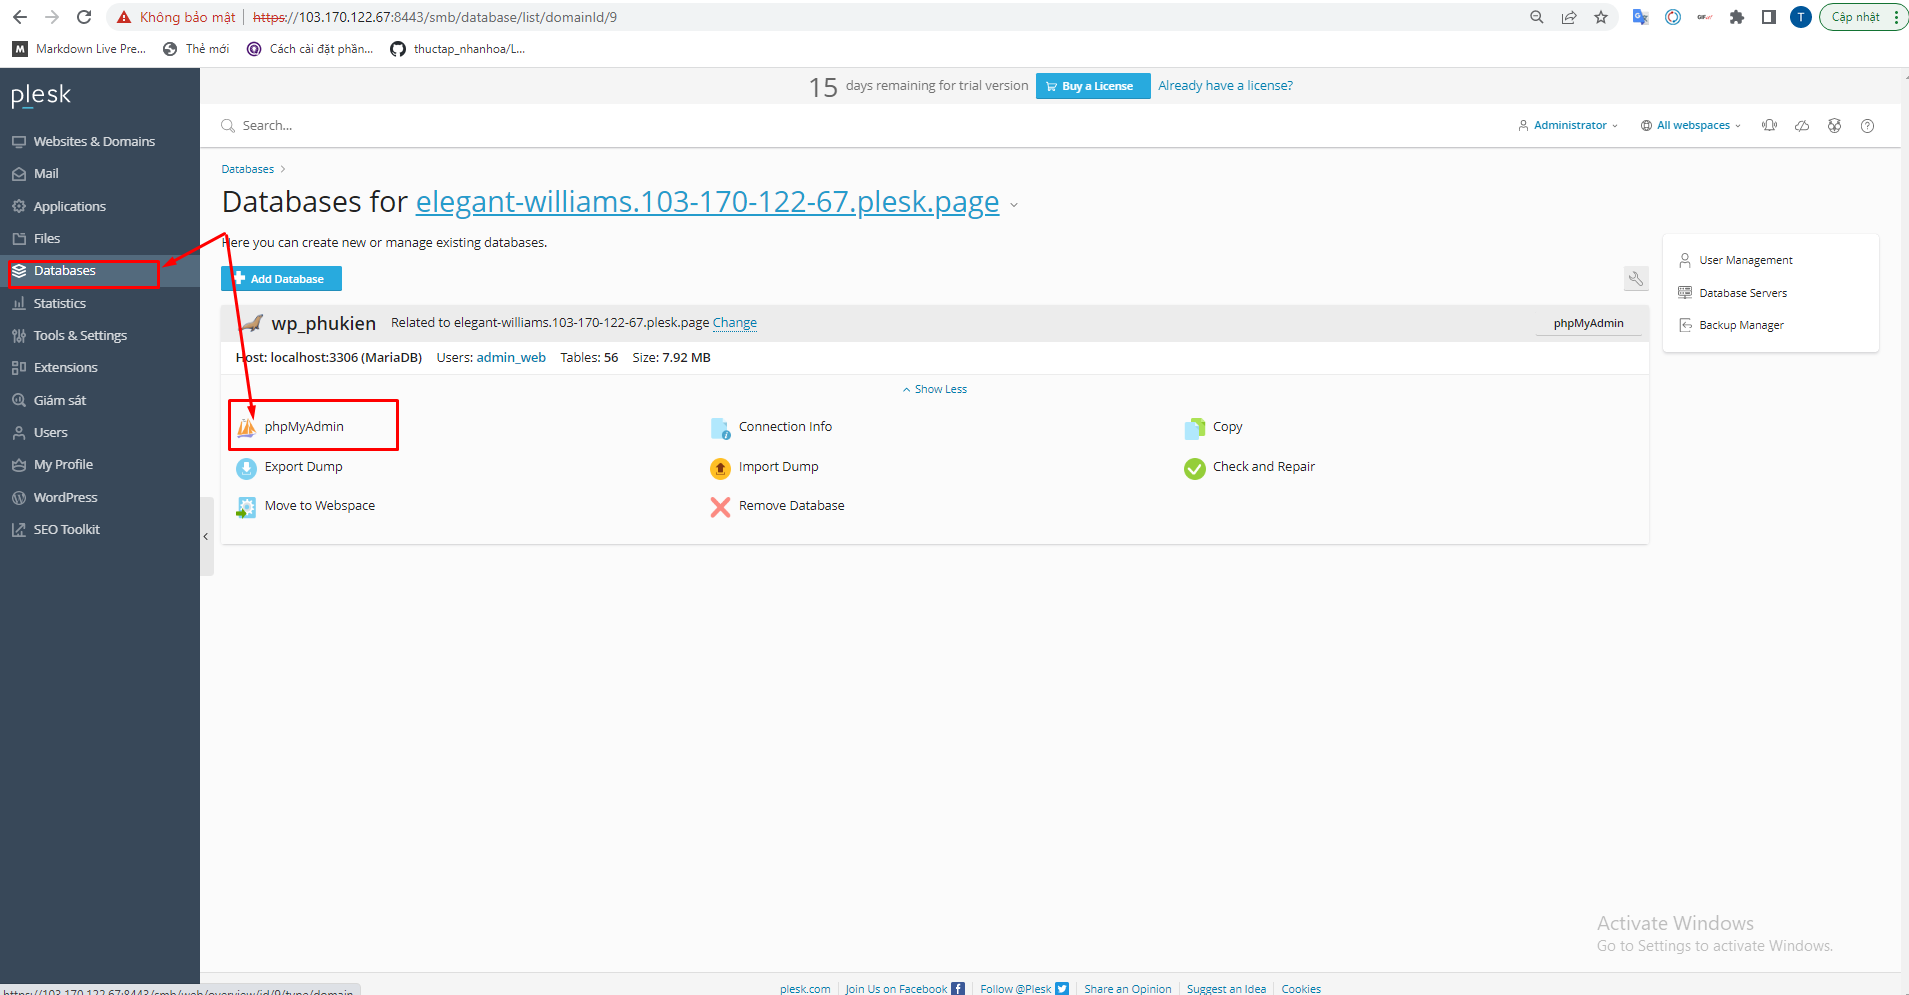 Không bảo mật https://103.170.122.67:8443/smb/database/list/domainId/9
T Cập nhật
M Markdown Live Pre... Thẻ mới Cách cài đặt phần... thuctap_nhanhoa/L...
plesk
15 days remaining for trial version Buy a License Already have a license?
Search... Administrator All webspaces
Websites & Domains
Mail
Applications
Files
Databases
Statistics
Tools & Settings
Extensions
Giám sát
Users
My Profile
WordPress
SEO Toolkit
Databases >
Databases for elegant-williams.103-170-122-67.plesk.page
Here you can create new or manage existing databases.
Add Database
wp_phukien Related to elegant-williams.103-170-122-67.plesk.page Change phpMyAdmin
Host: localhost:3306 (MariaDB) Users: admin_web Tables: 56 Size: 7.92 MB
Show Less
phpMyAdmin Connection Info Copy
Export Dump Import Dump Check and Repair
Move to Webspace Remove Database
User Management
Database Servers
Backup Manager
Activate Windows
Go to Settings to activate Windows.
plesk.com Join Us on Facebook Follow @Plesk Share an Opinion Suggest an Idea Cookies
https://103.170.122.67:8443/smb/web/overview/id/9/type/domain